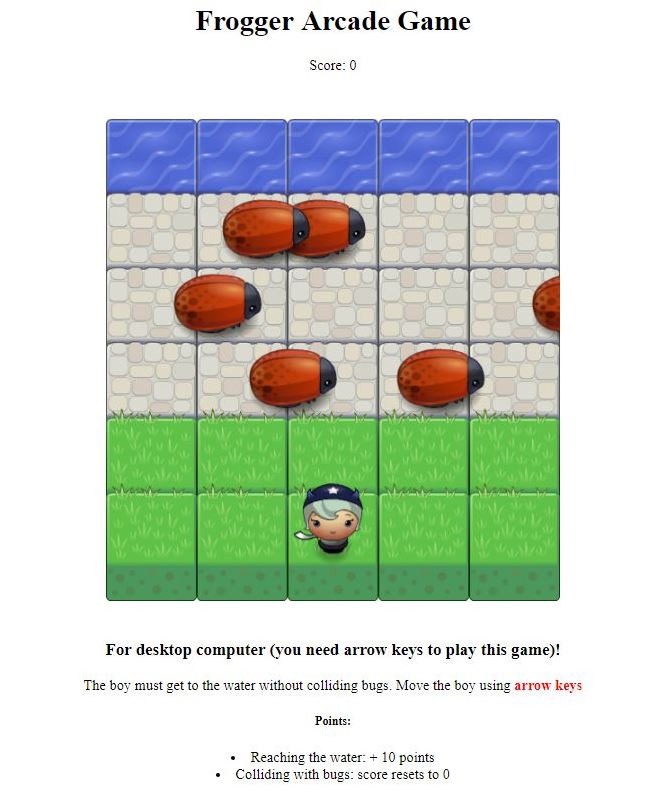 Frogger Arcade Game
Score: 0
For desktop computer (you need arrow keys to play this game)!
The boy must get to the water without colliding bugs. Move the boy using arrow keys
Points:
• Reaching the water: + 10 points
• Colliding with bugs: score resets to 0